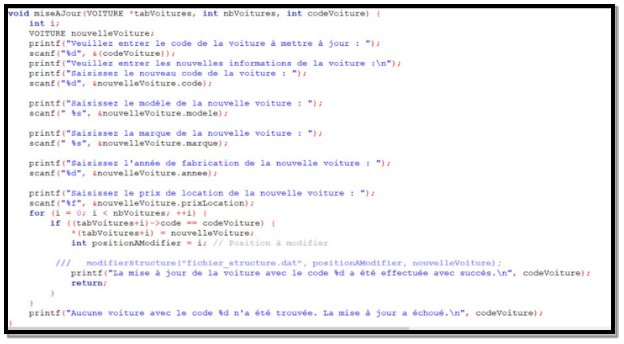 void miseAJour(VOITURE *tabVoitures, int nbVoitures, int codeVoiture) {
int i;
VOITURE nouvelleVoiture;
printf("Veuillez entrer le code de la voiture à mettre à jour : ");
scanf("%d", &(codeVoiture));
printf("Veuillez entrer les nouvelles informations de la voiture :\n");
printf("Saisissez le nouveau code de la voiture : ");
scanf("%d", &nouvelleVoiture.code);
printf("Saisissez le modèle de la nouvelle voiture : ");
scanf(" %s", &nouvelleVoiture.modele);
printf("Saisissez la marque de la nouvelle voiture : ");
scanf(" %s", &nouvelleVoiture.marque);
printf("Saisissez l'année de fabrication de la nouvelle voiture : ");
scanf("%d", &nouvelleVoiture.annee);
printf("Saisissez le prix de location de la nouvelle voiture : ");
scanf("%f", &nouvelleVoiture.prixLocation);
for (i = 0; i < nbVoitures; ++i) {
if ((tabVoitures+i)->code == codeVoiture) {
*(tabVoitures+i) = nouvelleVoiture;
int positionAModifier = i; // Position à modifier
/// modifierStructure("fichier_structure.dat", positionAModifier, nouvelleVoiture);
printf("La mise à jour de la voiture avec le code %d a été effectuée avec succès.\n", codeVoiture);
return;
}
}
printf("Aucune voiture avec le code %d n'a été trouvée. La mise à jour a échoué.\n", codeVoiture);
}